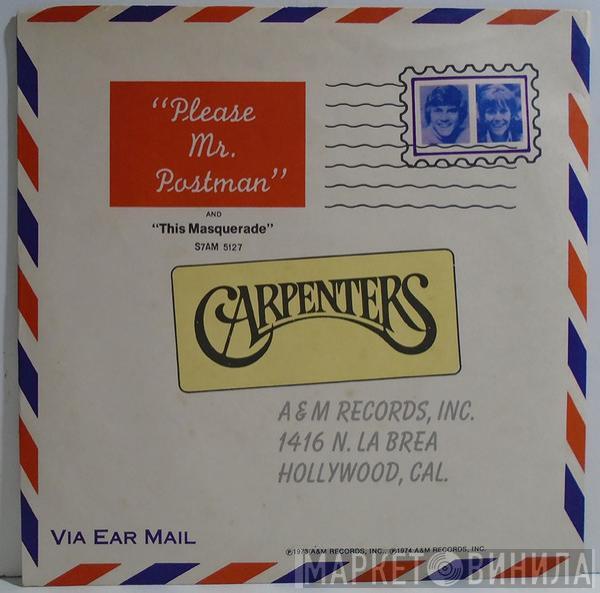 “Please
Mr.
Postman”
AND
“This Masquerade”
S7AM 5127
CARPENTERS
A & M RECORDS, INC.
1416 N. LA BREA
HOLLYWOOD, CAL.
VIA EAR MAIL
℗1973 A&M RECORDS, INC., ℗1974 A&M RECORDS, INC.
МАРКЕТ ВИНИЛА